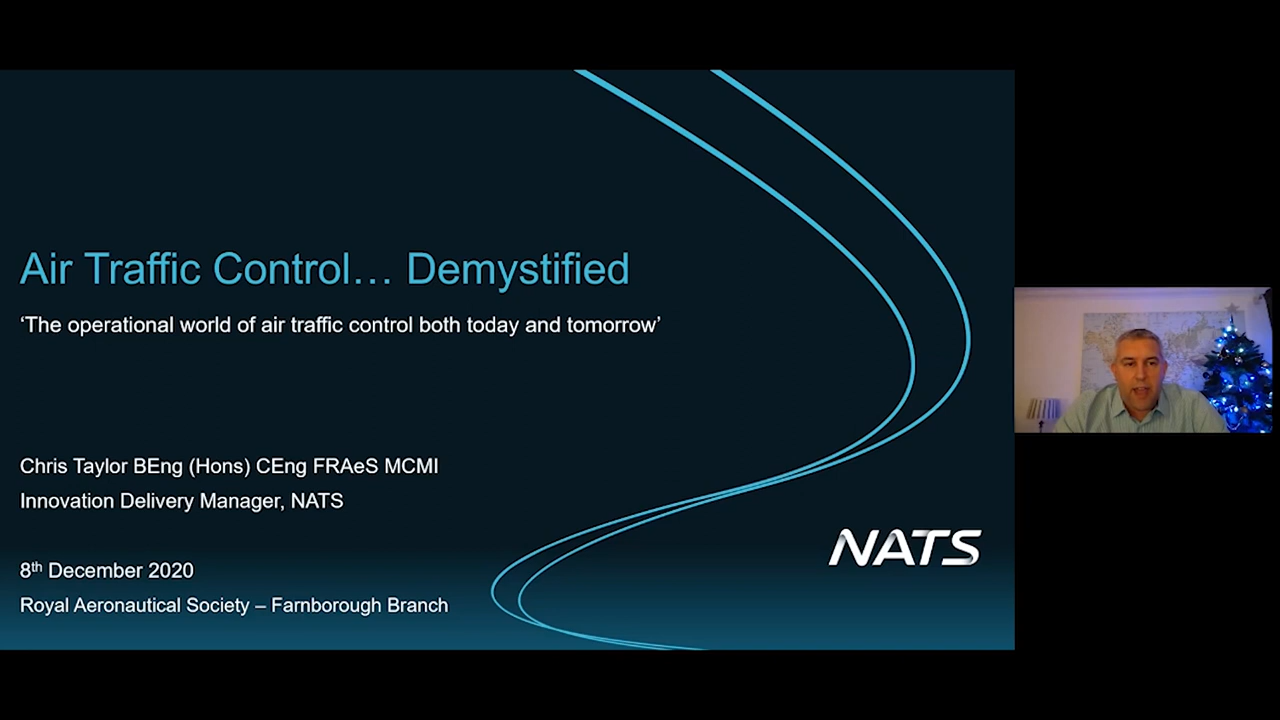 Air Traffic Control… Demystified
‘The operational world of air traffic control both today and tomorrow’
Chris Taylor BEng (Hons) CEng FRAeS MCMI
Innovation Delivery Manager, NATS
NATS
8th December 2020
Royal Aeronautical Society – Farnborough Branch